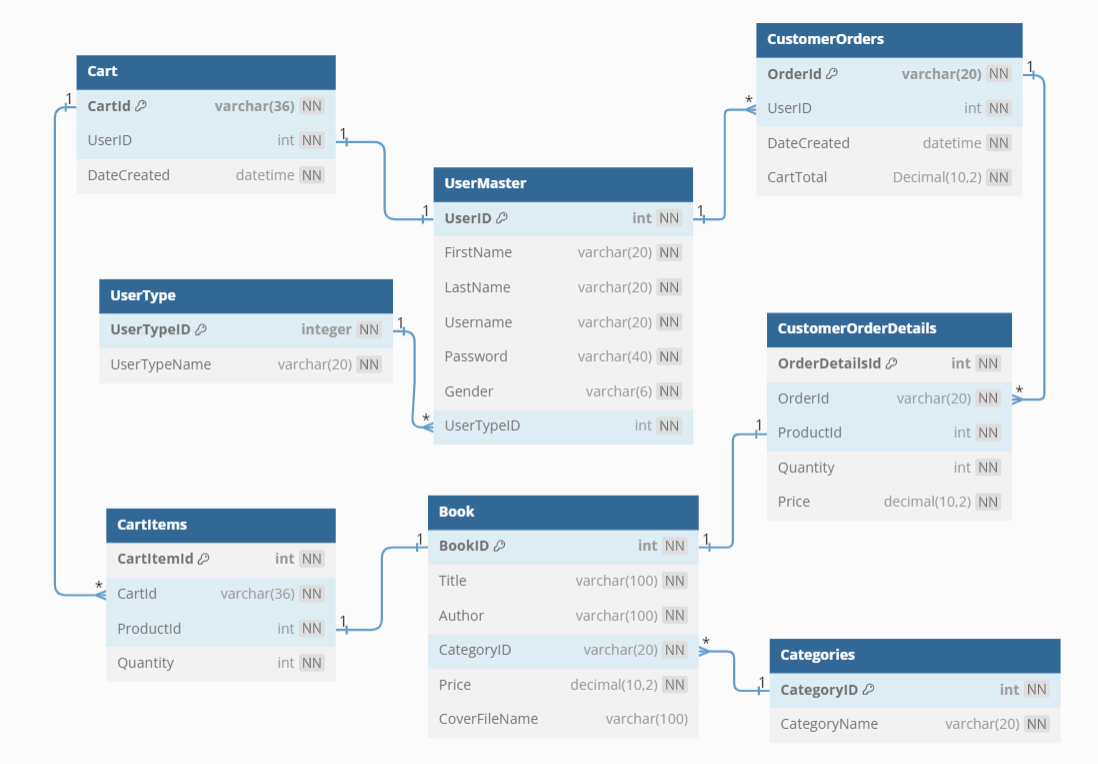 Cart
CartId varchar(36) NN
UserID int NN
DateCreated datetime NN
1
1
UserMaster
UserID int NN
FirstName varchar(20) NN
LastName varchar(20) NN
Username varchar(20) NN
Password varchar(40) NN
Gender varchar(6) NN
UserTypeID int NN
1
1
*
CustomerOrders
OrderId varchar(20) NN
UserID int NN
DateCreated datetime NN
CartTotal Decimal(10,2) NN
*
1
UserType
UserTypeID integer NN
UserTypeName varchar(20) NN
1
CustomerOrderDetails
OrderDetailsId int NN
OrderId varchar(20) NN
ProductId int NN
Quantity int NN
Price decimal(10,2) NN
*
1
CartItems
CartItemId int NN
CartId varchar(36) NN
ProductId int NN
Quantity int NN
*
1
Book
BookID int NN
Title varchar(100) NN
Author varchar(100) NN
CategoryID varchar(20) NN
Price decimal(10,2) NN
CoverFileName varchar(100)
1
1
*
Categories
CategoryID int NN
CategoryName varchar(20) NN
1